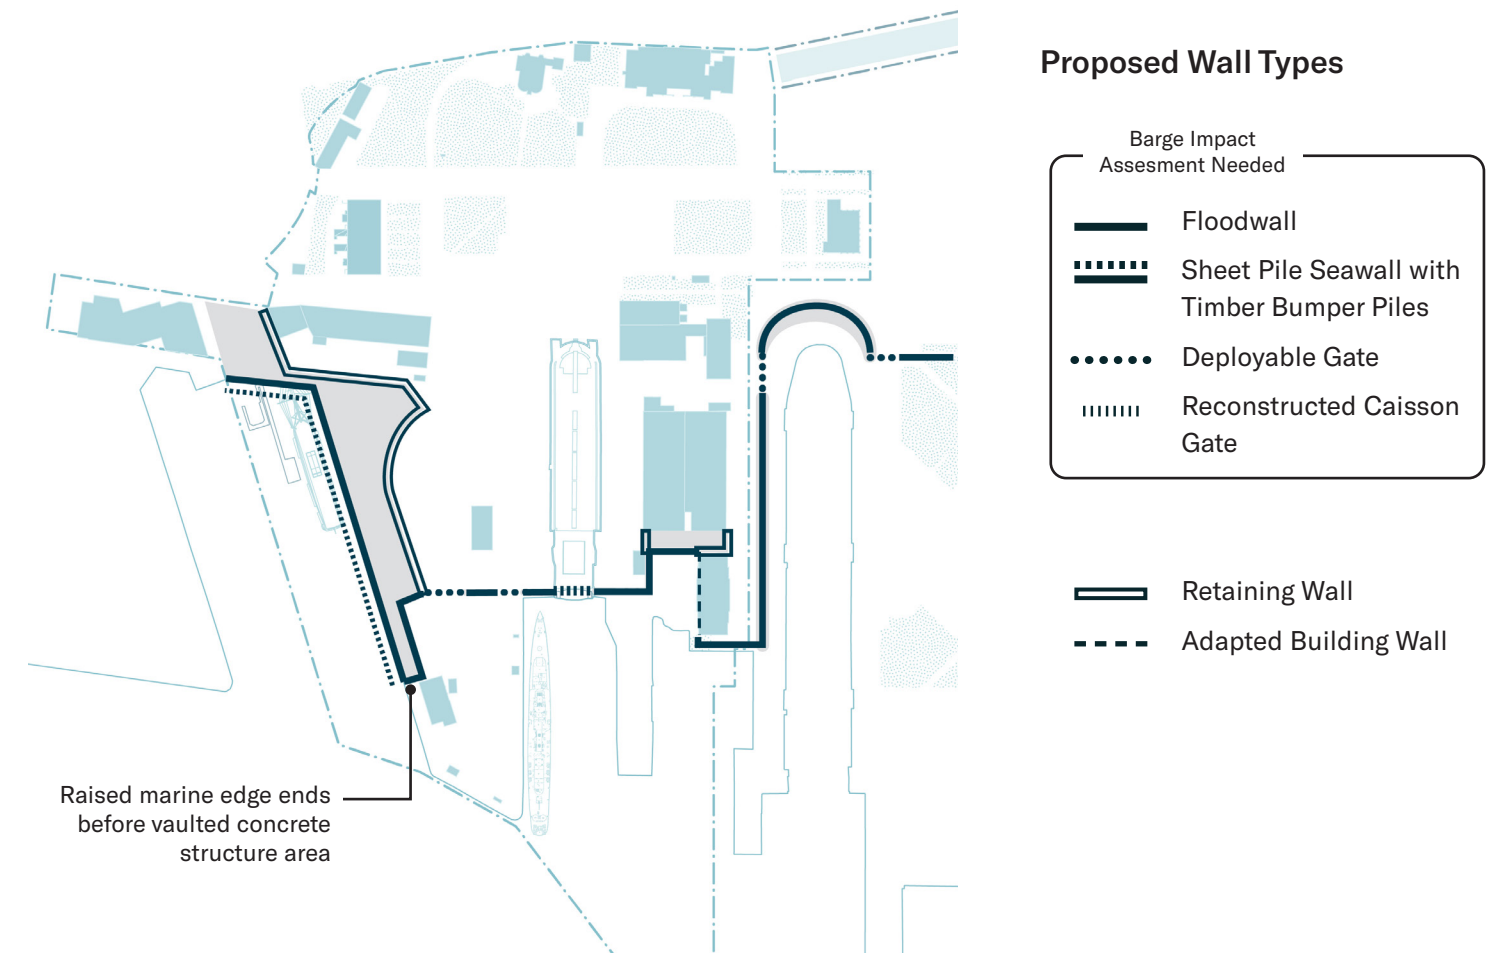 Proposed Wall Types
Barge Impact
Assesment Needed
Floodwall
Sheet Pile Seawall with
Timber Bumper Piles
Deployable Gate
Reconstructed Caisson
Gate
Retaining Wall
Adapted Building Wall
Raised marine edge ends
before vaulted concrete
structure area